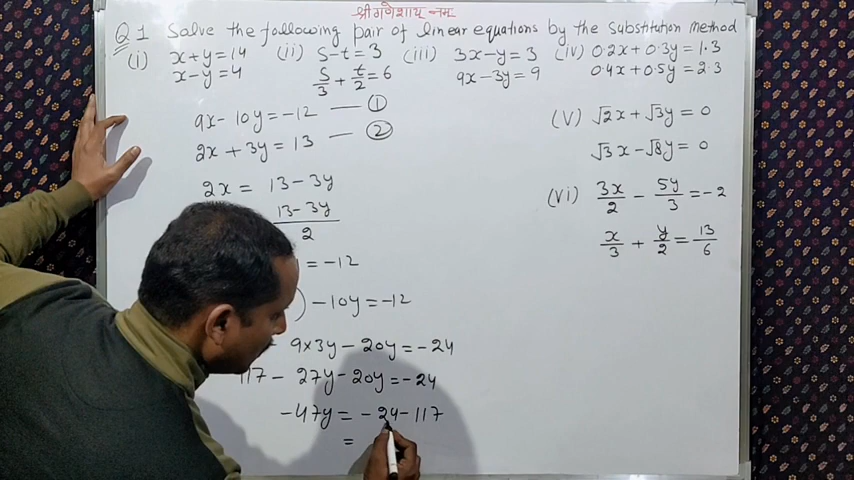 श्री गणेशाय नमः
Q1 Solve the following pair of linear equations by the substitution method
(i) x+y=14
x-y=4
(ii) s-t=3
s/3 + t/2 = 6
(iii) 3x-y=3
9x-3y=9
(iv) 0.2x+0.3y=1.3
0.4x+0.5y=2.3
(V) √2x+√3y=0
√3x-√8y=0
(Vi) 3x/2 - 5y/3 = -2
x/3 + y/2 = 13/6
9x-10y=-12 — ①
2x+3y=13 — ②
2x = 13-3y
13-3y/2
= -12
) -10y=-12
- 9×3y-20y=-24
117- 27y-20y=-24
-47y=-24-117
=